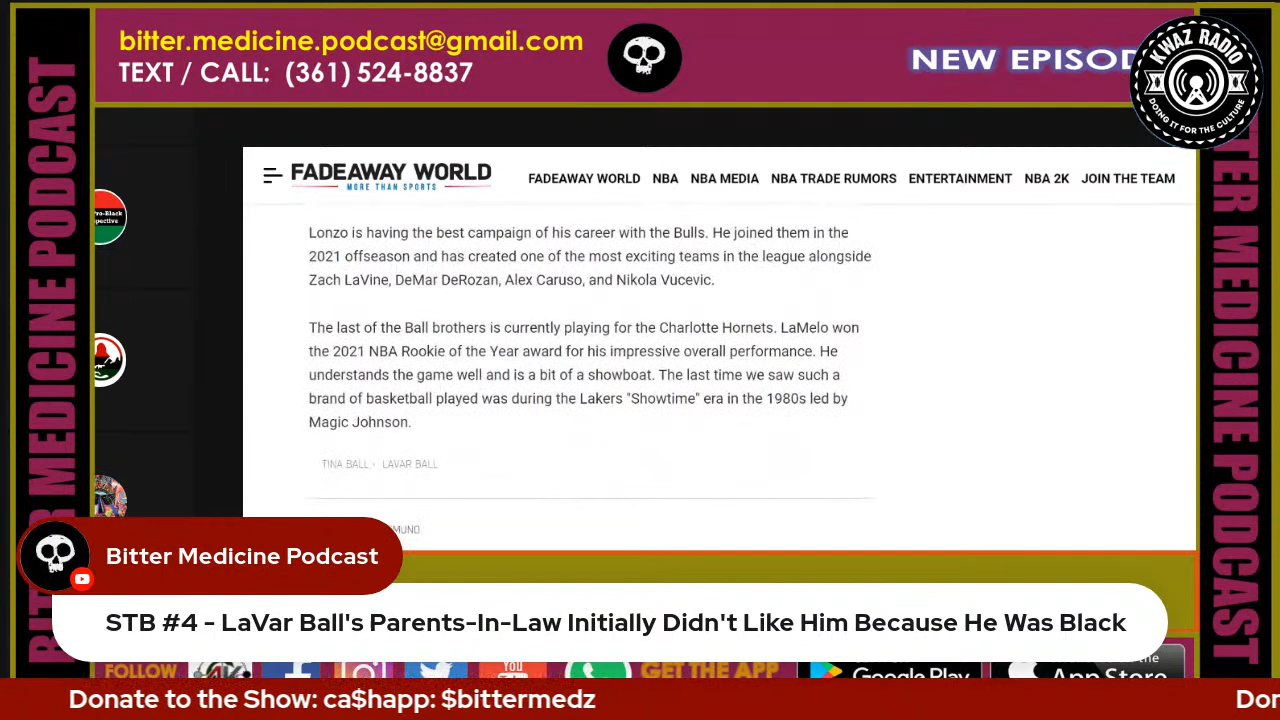 bitter.medicine.podcast@gmail.com
TEXT / CALL: (361) 524-8837
NEW EPISOD
KWAZ RADIO
DOING IT FOR THE CULTURE
BITTER MEDICINE PODCAST
FADEAWAY WORLD
MORE THAN SPORTS
FADEAWAY WORLD NBA NBA MEDIA NBA TRADE RUMORS ENTERTAINMENT NBA 2K JOIN THE TEAM
ro-Black
pective
Lonzo is having the best campaign of his career with the Bulls. He joined them in the
2021 offseason and has created one of the most exciting teams in the league alongside
Zach LaVine, DeMar DeRozan, Alex Caruso, and Nikola Vucevic.
The last of the Ball brothers is currently playing for the Charlotte Hornets. LaMelo won
the 2021 NBA Rookie of the Year award for his impressive overall performance. He
understands the game well and is a bit of a showboat. The last time we saw such a
brand of basketball played was during the Lakers "Showtime" era in the 1980s led by
Magic Johnson.
TINA BALL › LAVAR BALL
MUNO
TTER MEDICINE PODCAST
Bitter Medicine Podcast
STB #4 - LaVar Ball's Parents-In-Law Initially Didn't Like Him Because He Was Black
FOLLOW
You
GET THE APP
Google Play
the
App Store
Donate to the Show: ca$happ: $bittermedz
Don